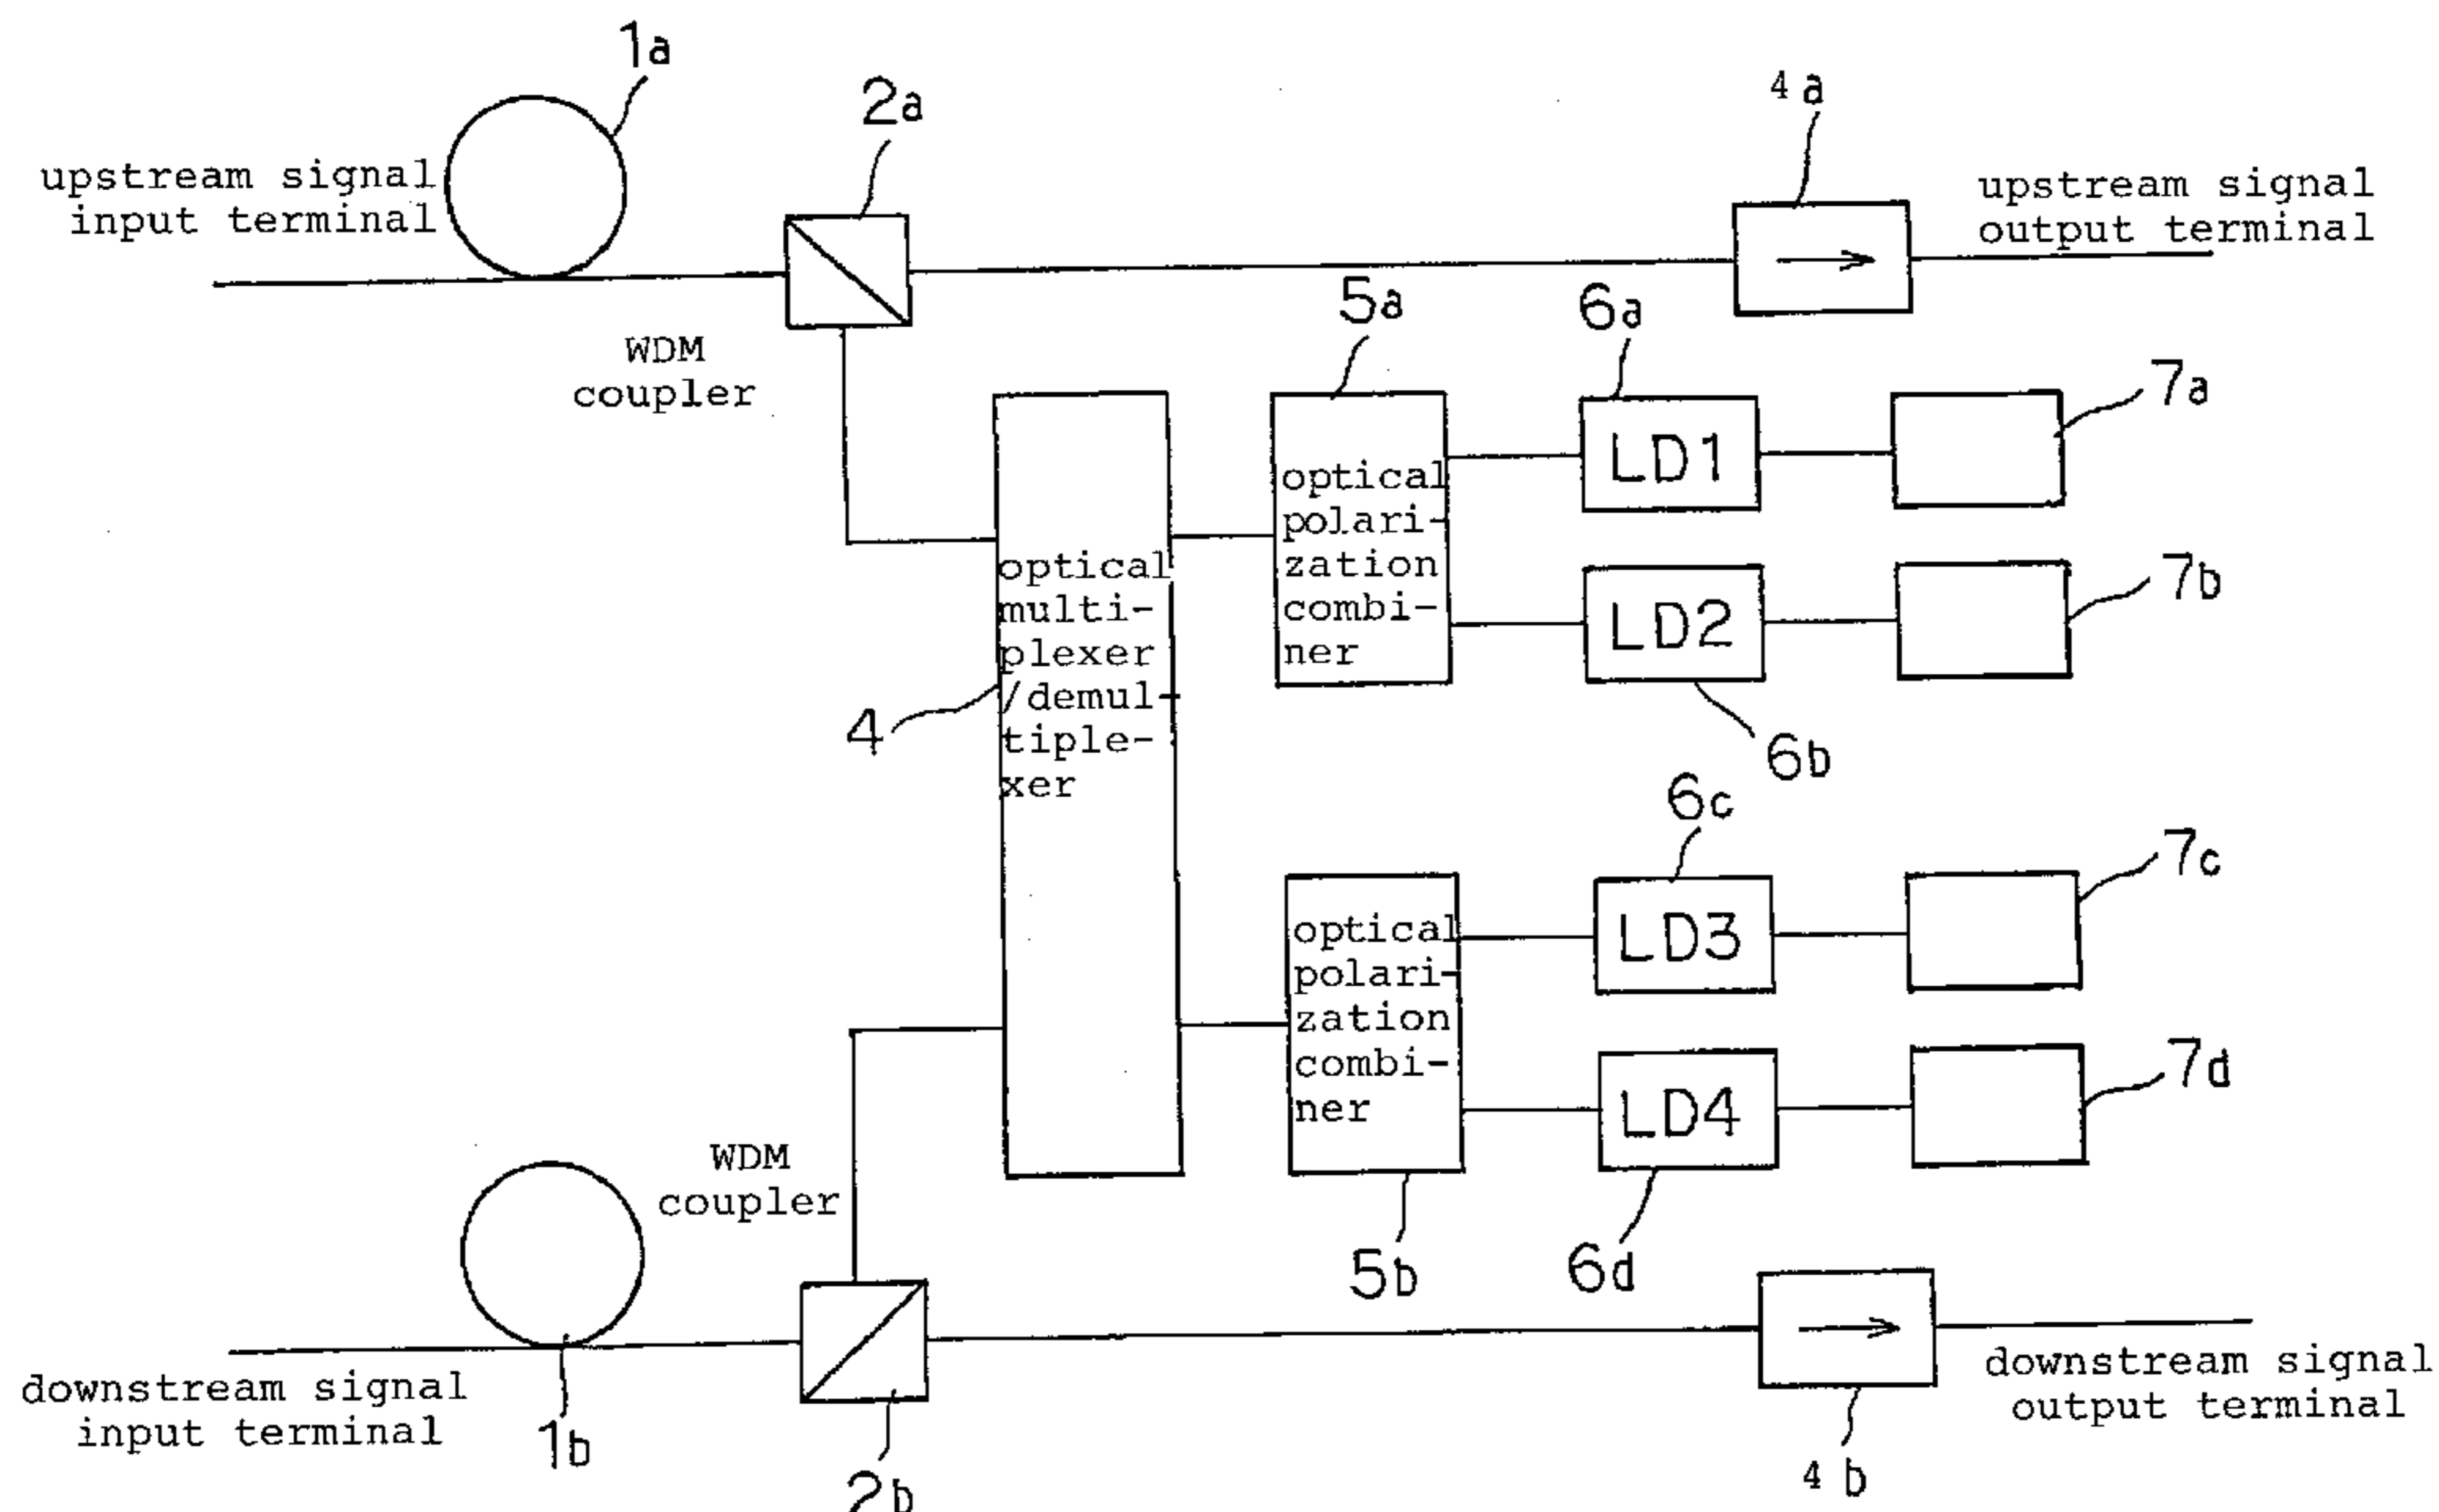 1a
2a
4a
upstream signal
input terminal
upstream signal
output terminal
5a
6a
WDM
coupler
7a
LD1
optical
polari-
zation
combi-
ner
optical
multi-
plexer
/demul-
tiple-
xer
7b
LD2
4
6b
6c
7c
optical
polari-
zation
combi-
ner
LD3
7d
LD4
WDM
coupler
5b
6d
downstream signal
input terminal
downstream signal
output terminal
1b
2b
4b